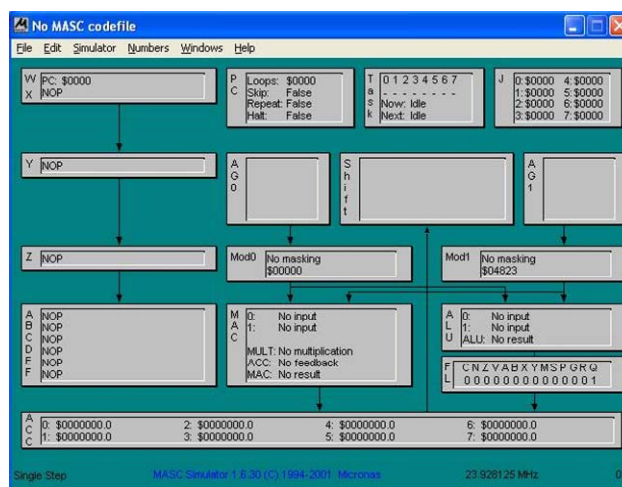 No MASC codefile
File Edit Simulator Numbers Windows Help
W X
PC: $0000
NOP
P C
Loops: $0000
Skip: False
Repeat: False
Halt: False
T a s k
0 1 2 3 4 5 6 7
- - - - - - - -
Now: Idle
Next: Idle
J
0: $0000 4: $0000
1: $0000 5: $0000
2: $0000 6: $0000
3: $0000 7: $0000
Y
NOP
A G 0
S h i f t
A G 1
Z
NOP
Mod0
No masking
$00000
Mod1
No masking
$04823
A B C D F F
NOP
NOP
NOP
NOP
NOP
NOP
M A C
0: No input
1: No input
MULT: No multiplication
ACC: No feedback
MAC: No result
A L U
0: No input
1: No input
ALU: No result
F L
C N Z V A B X Y M S P G R Q
0 0 0 0 0 0 0 0 0 0 0 0 0 1
A C C
0: $0000000.0 2: $0000000.0 4: $0000000.0 6: $0000000.0
1: $0000000.0 3: $0000000.0 5: $0000000.0 7: $0000000.0
Single Step MASC Simulator 1.6.30 (C) 1994-2001 Micronas 23.928125 MHz 0